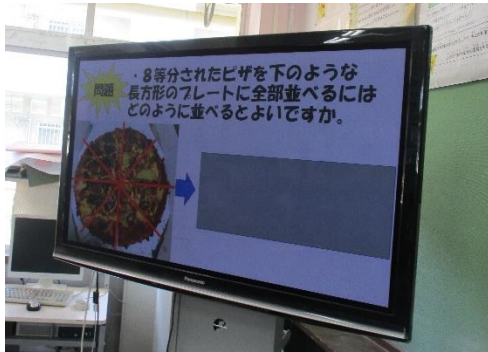 ・8等分されたピザを下のような
問題
長方形のプレートに全部並べるには
どのように並べるとよいですか。
Panasonic